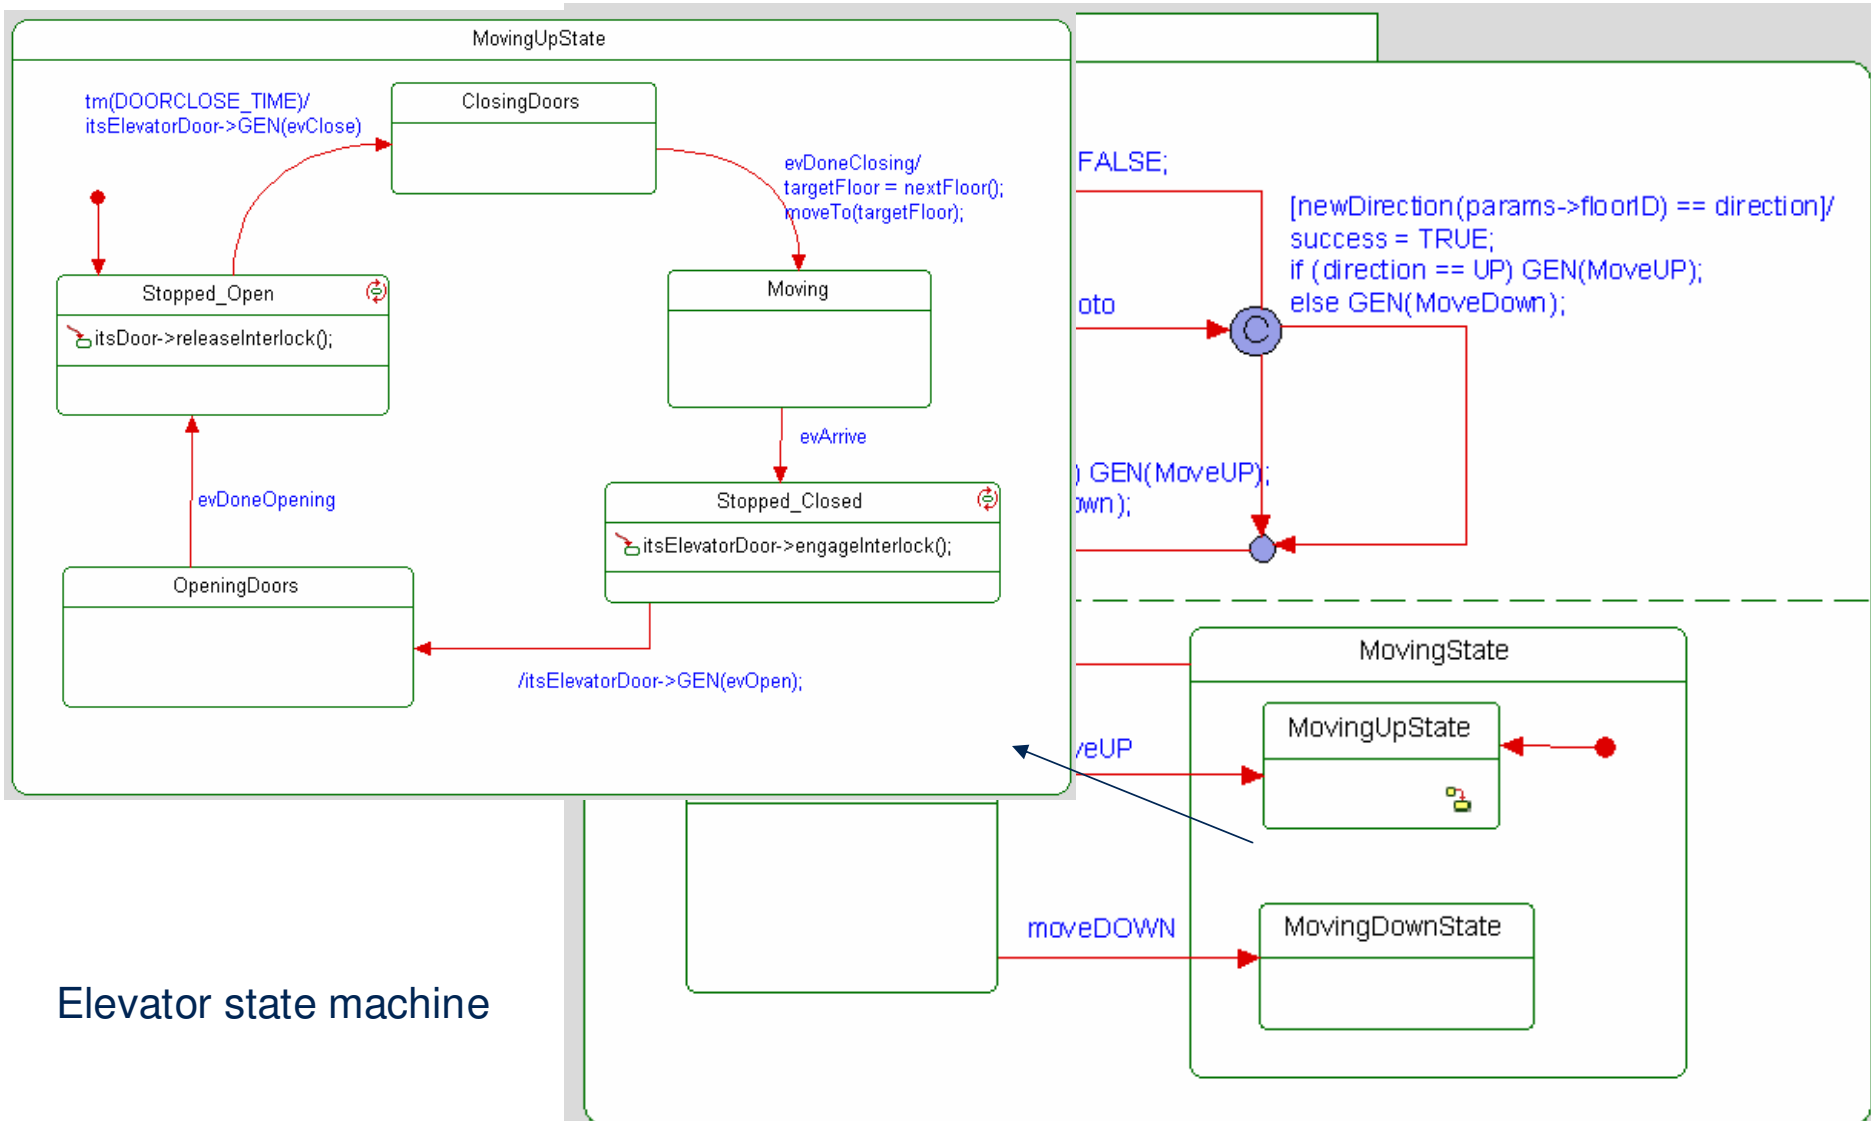 MovingUpState
tm(DOORCLOSE_TIME)/
itsElevatorDoor->GEN(evClose)
ClosingDoors
evDoneClosing/
targetFloor = nextFloor();
moveTo(targetFloor);
Stopped_Open
itsDoor->releaseInterlock();
Moving
evArrive
evDoneOpening
Stopped_Closed
itsElevatorDoor->engageInterlock();
OpeningDoors
/itsElevatorDoor->GEN(evOpen);
FALSE;
[newDirection(params->floorID) == direction]/
success = TRUE;
if (direction == UP) GEN(MoveUP);
else GEN(MoveDown);
oto
C
) GEN(MoveUP);
own);
MovingState
MovingUpState
veUP
moveDOWN
MovingDownState
Elevator state machine